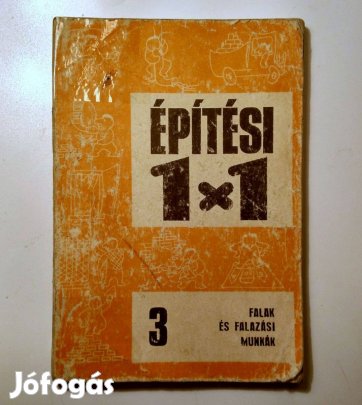 ÉPÍTÉSI
1×1
3
FALAK
ÉS FALAZÁSI
MUNKÁK
Jófogás